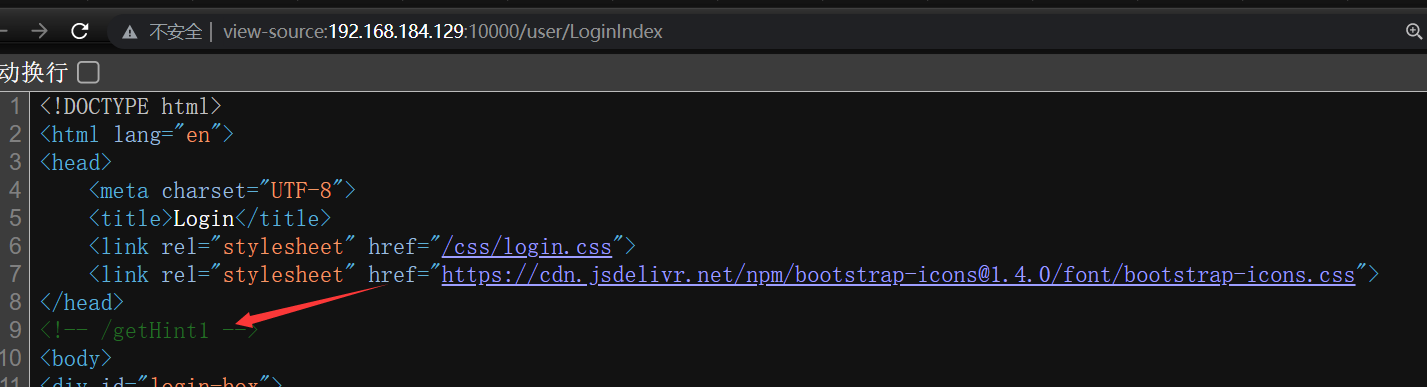 不安全 | view-source:192.168.184.129:10000/user/LoginIndex
动换行
1 <!DOCTYPE html>
2 <html lang="en">
3 <head>
4 <meta charset="UTF-8">
5 <title>Login</title>
6 <link rel="stylesheet" href="/css/login.css">
7 <link rel="stylesheet" href="https://cdn.jsdelivr.net/npm/bootstrap-icons@1.4.0/font/bootstrap-icons.css">
8 </head>
9 <!-- /getHint1 -->
10 <body>
11 <div id="login-box">